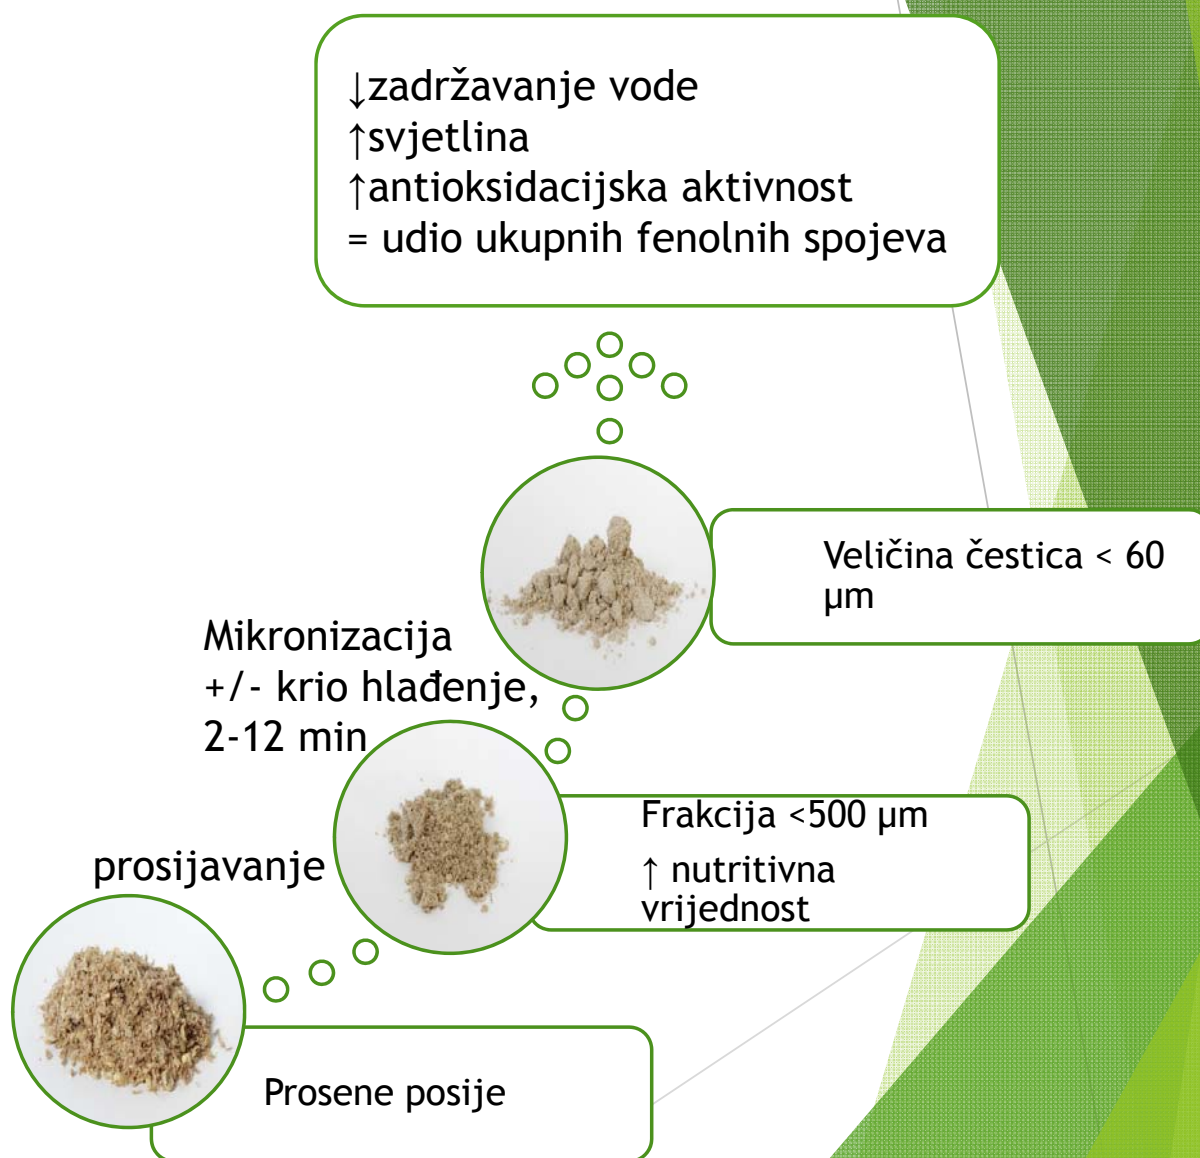 ↓zadržavanje vode
↑svjetlina
↑antioksidacijska aktivnost
= udio ukupnih fenolnih spojeva
Veličina čestica < 60
µm
Mikronizacija
+/- krio hlađenje,
2-12 min
Frakcija <500 µm
↑ nutritivna
vrijednost
prosijavanje
Prosene posije